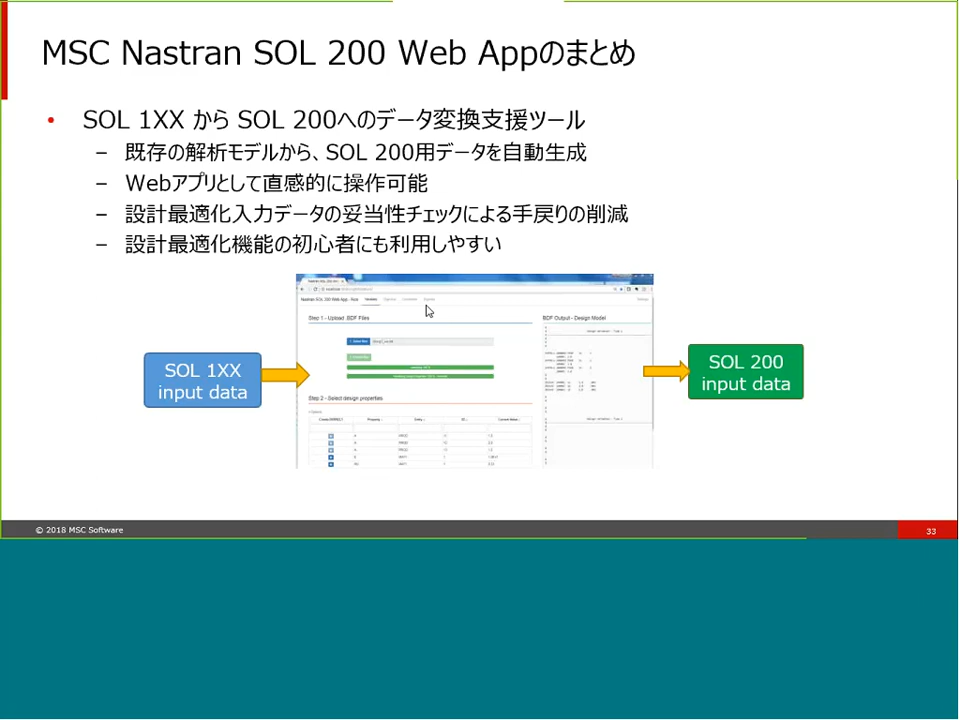 MSC Nastran SOL 200 Web Appのまとめ
• SOL 1XX から SOL 200へのデータ変換支援ツール
– 既存の解析モデルから、SOL 200用データを自動生成
– Webアプリとして直感的に操作可能
– 設計最適化入力データの妥当性チェックによる手戻りの削減
– 設計最適化機能の初心者にも利用しやすい
Step 1 - Upload .BDF Files
BDF Output - Design Model
SOL 1XX
input data
SOL 200
input data
Step 2 - Select design properties
© 2018 MSC Software
33